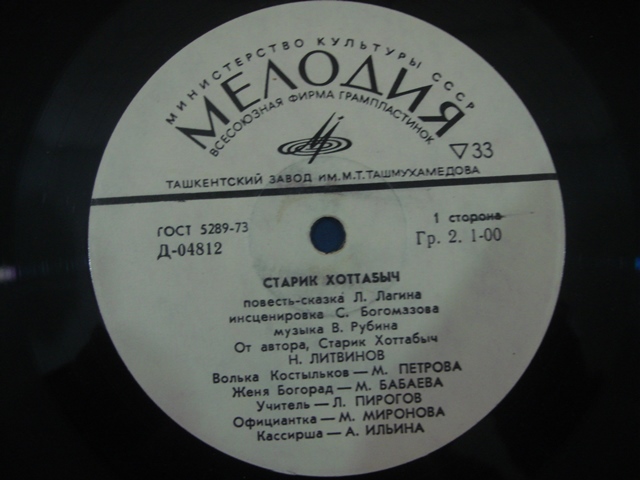 МИНИСТЕРСТВО КУЛЬТУРЫ СССР
МЕЛОДИЯ
ВСЕСОЮЗНАЯ ФИРМА ГРАМПЛАСТИНОК
▽33
ТАШКЕНТСКИЙ ЗАВОД ИМ. М.Т. ТАШМУХАМЕДОВА
ГОСТ 5289-73
Д-04812
1 сторона
Гр. 2. 1-00
СТАРИК ХОТТАБЫЧ
повесть-сказка Л. Лагина
инсценировка С. Богомазова
музыка В. Рубина
От автора, Старик Хоттабыч
Н. ЛИТВИНОВ
Волька Костыльков — М. ПЕТРОВА
Женя Богорад — М. БАБАЕВА
Учитель — Л. ПИРОГОВ
Официантка — М. МИРОНОВА
Кассирша — А. ИЛЬИНА